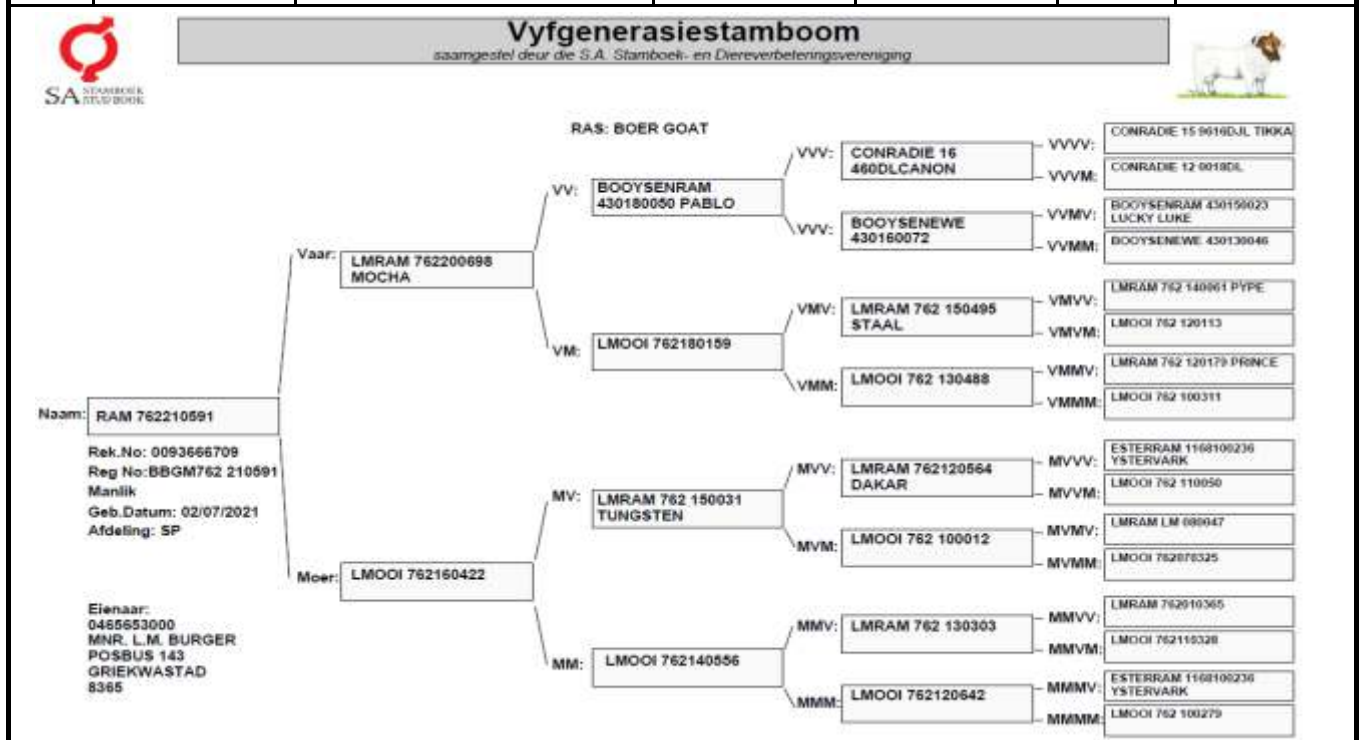 Vyfgenerasiestamboom
saamgestel deur die S.A. Stamboek- en Diereverbeteringsvereniging
SA STAMBOEK
STUD BOOK
RAS: BOER GOAT
Naam: RAM 762210591
Rek.No: 0093666709
Reg No:BBGM762 210591
Manlik
Geb.Datum: 02/07/2021
Afdeling: SP
Eienaar:
0465653000
MNR. L.M. BURGER
POSBUS 143
GRIEKWASTAD
8365
Vaar: LMRAM 762200698
MOCHA
Moer: LMOOI 762160422
VV: BOOYSENRAM
430180050 PABLO
VM: LMOOI 762180159
MV: LMRAM 762 150031
TUNGSTEN
MM: LMOOI 762140556
VVV: CONRADIE 16
460DLCANON
VVV: BOOYSENEWE
430160072
VMV: LMRAM 762 150495
STAAL
VMM: LMOOI 762 130488
MVV: LMRAM 762120564
DAKAR
MVM: LMOOI 762 100012
MMV: LMRAM 762 130303
MMM: LMOOI 762120642
VVVV: CONRADIE 15 9616DJL TIKKA
VVVM: CONRADIE 12 0018DL
VVMV: BOOYSENRAM 430150023
LUCKY LUKE
VVMM: BOOYSENEWE 430130046
VMVV: LMRAM 762 140061 PYPE
VMVM: LMOOI 762 120113
VMMV: LMRAM 762 120179 PRINCE
VMMM: LMOOI 762 100311
MVVV: ESTERRAM 1168100236
YSTERVARK
MVVM: LMOOI 762 110050
MVMV: LMRAM LM 080047
MVMM: LMOOI 762078325
MMVV: LMRAM 762010365
MMVM: LMOOI 762115328
MMMV: ESTERRAM 1168100236
YSTERVARK
MMMM: LMOOI 762 100279